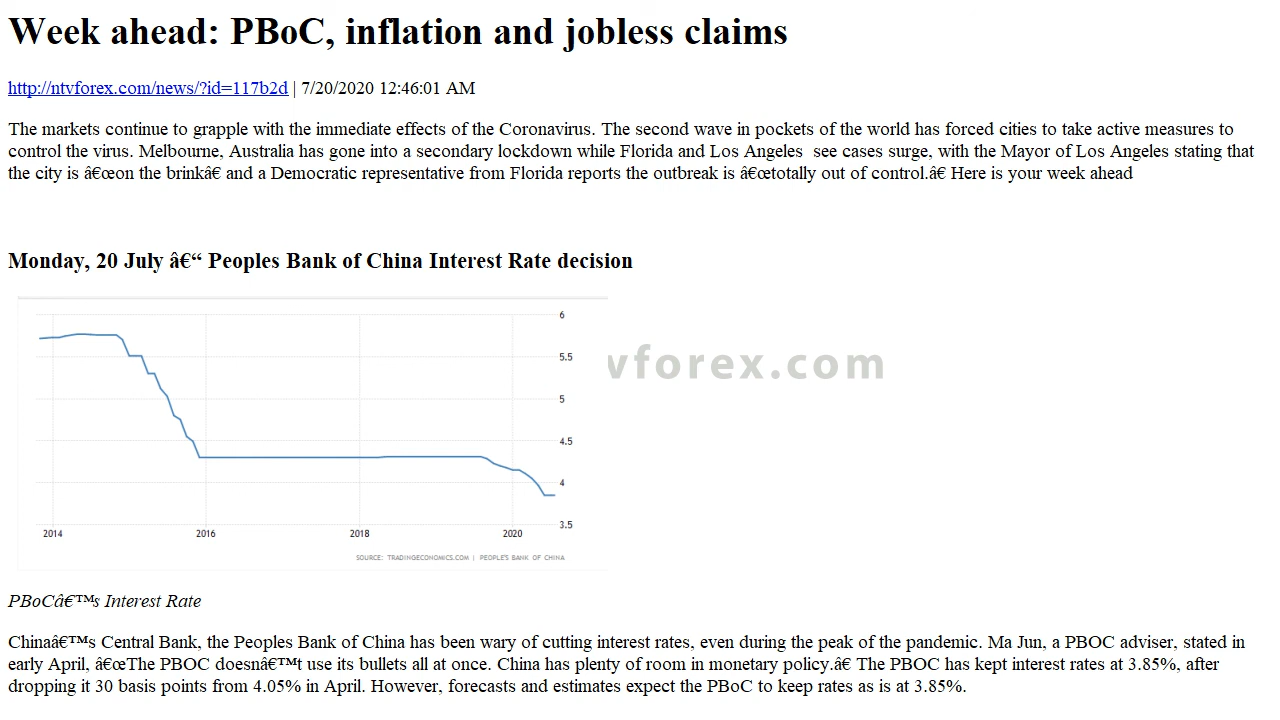 Week ahead: PBoC, inflation and jobless claims
http://ntvforex.com/news/?id=117b2d | 7/20/2020 12:46:01 AM
The markets continue to grapple with the immediate effects of the Coronavirus. The second wave in pockets of the world has forced cities to take active measures to
control the virus. Melbourne, Australia has gone into a secondary lockdown while Florida and Los Angeles  see cases surge, with the Mayor of Los Angeles stating that
the city is â€œon the brinkâ€ and a Democratic representative from Florida reports the outbreak is â€œtotally out of control.â€ Here is your week ahead
Monday, 20 July â€“ Peoples Bank of China Interest Rate decision
6
5.5
vforex.com
5
4.5
4
3.5
2014 2016 2018 2020
SOURCE: TRADINGECONOMICS.COM | PEOPLE'S BANK OF CHINA
PBoCâ€™s Interest Rate
Chinaâ€™s Central Bank, the Peoples Bank of China has been wary of cutting interest rates, even during the peak of the pandemic. Ma Jun, a PBOC adviser, stated in
early April, â€œThe PBOC doesnâ€™t use its bullets all at once. China has plenty of room in monetary policy.â€ The PBOC has kept interest rates at 3.85%, after
dropping it 30 basis points from 4.05% in April. However, forecasts and estimates expect the PBoC to keep rates as is at 3.85%.